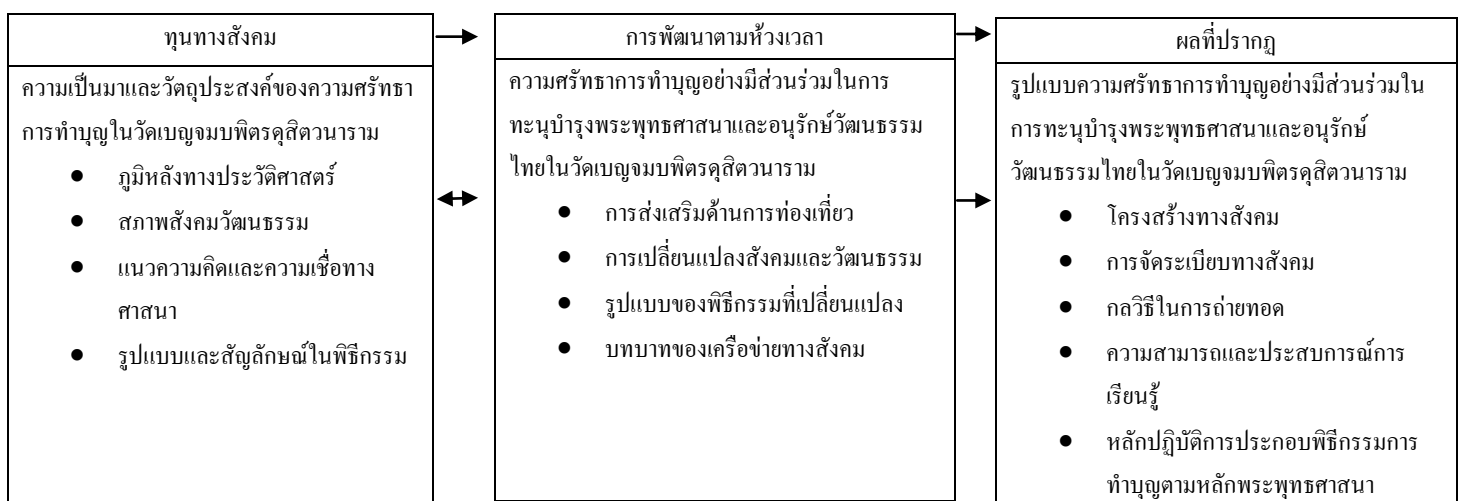 ทุนทางสังคม
ความเป็นมาและวัตถุประสงค์ของความศรัทธา
การทำบุญในวัดเบญจมบพิตรดุสิตวนาราม
● ภูมิหลังทางประวัติศาสตร์
● สภาพสังคมวัฒนธรรม
● แนวความคิดและความเชื่อทาง
ศาสนา
● รูปแบบและสัญลักษณ์ในพิธีกรรม
การพัฒนาตามห้วงเวลา
ความศรัทธาการทำบุญอย่างมีส่วนร่วมในการ
ทะนุบำรุงพระพุทธศาสนาและอนุรักษ์วัฒนธรรม
ไทยในวัดเบญจมบพิตรดุสิตวนาราม
● การส่งเสริมด้านการท่องเที่ยว
● การเปลี่ยนแปลงสังคมและวัฒนธรรม
● รูปแบบของพิธีกรรมที่เปลี่ยนแปลง
● บทบาทของเครือข่ายทางสังคม
ผลที่ปรากฏ
รูปแบบความศรัทธาการทำบุญอย่างมีส่วนร่วมใน
การทะนุบำรุงพระพุทธศาสนาและอนุรักษ์
วัฒนธรรมไทยในวัดเบญจมบพิตรดุสิตวนาราม
● โครงสร้างทางสังคม
● การจัดระเบียบทางสังคม
● กลวิธีในการถ่ายทอด
● ความสามารถและประสบการณ์การ
เรียนรู้
● หลักปฏิบัติการประกอบพิธีกรรมการ
ทำบุญตามหลักพระพุทธศาสนา